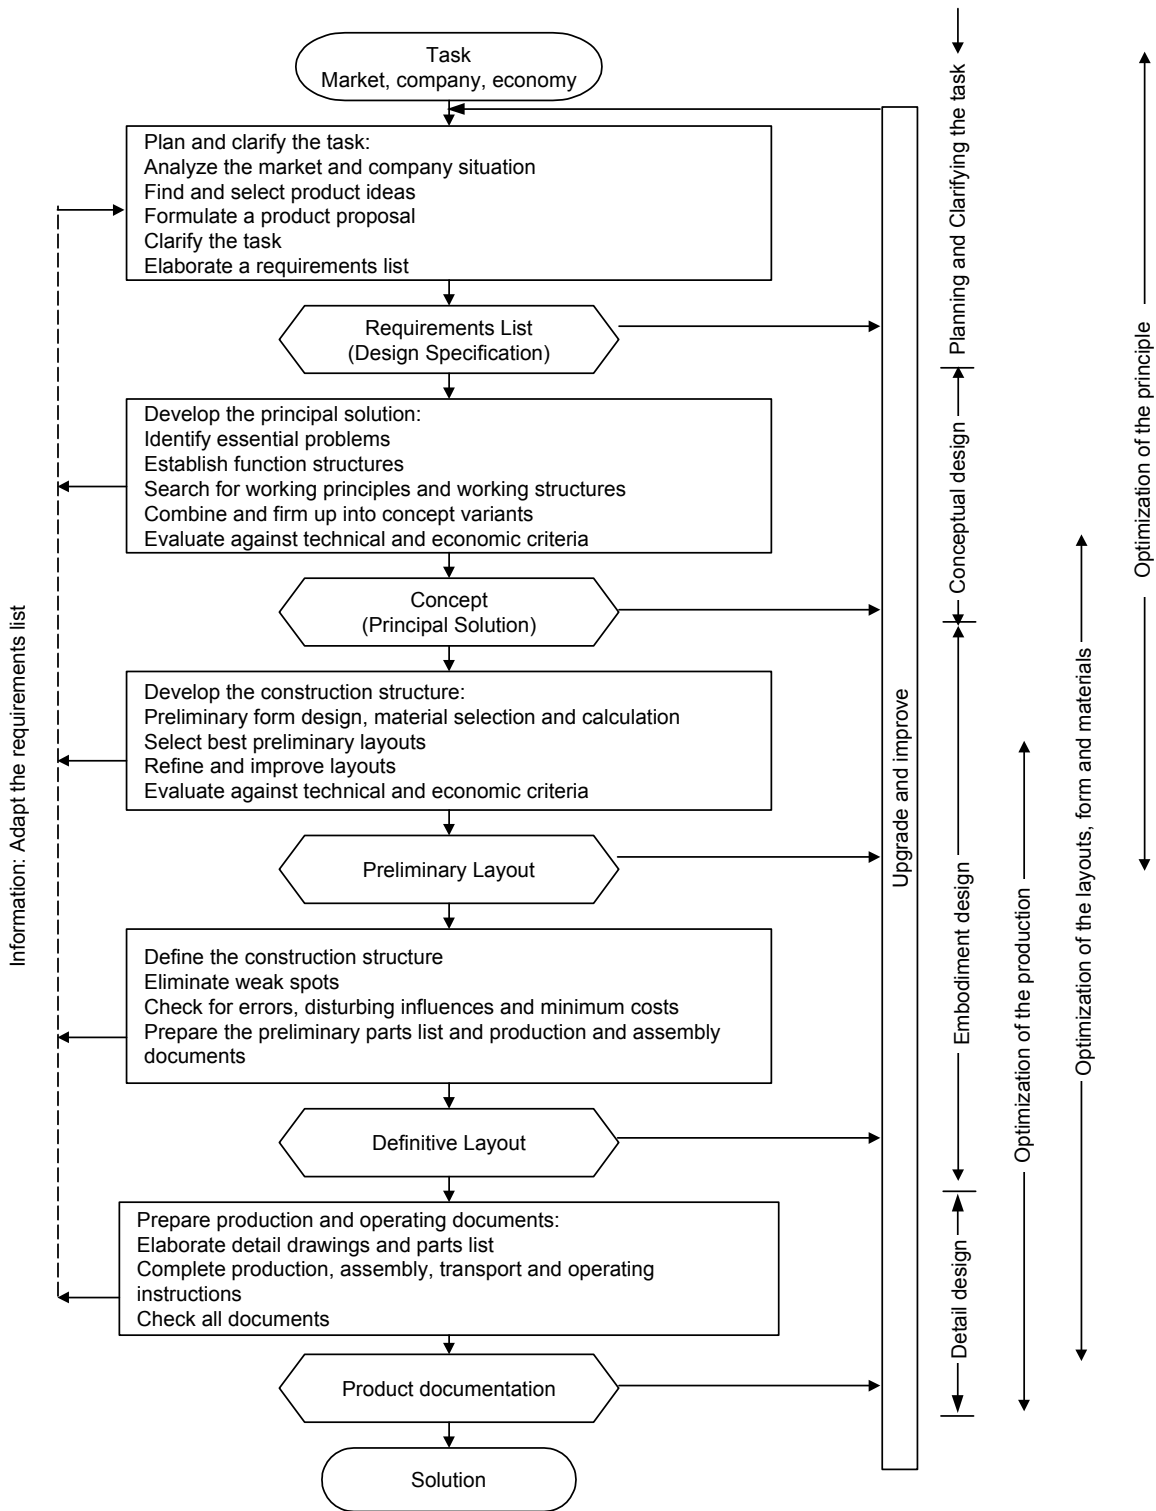 Task
Market, company, economy
Plan and clarify the task:
Analyze the market and company situation
Find and select product ideas
Formulate a product proposal
Clarify the task
Elaborate a requirements list
Requirements List
(Design Specification)
Develop the principal solution:
Identify essential problems
Establish function structures
Search for working principles and working structures
Combine and firm up into concept variants
Evaluate against technical and economic criteria
Concept
(Principal Solution)
Develop the construction structure:
Preliminary form design, material selection and calculation
Select best preliminary layouts
Refine and improve layouts
Evaluate against technical and economic criteria
Preliminary Layout
Define the construction structure
Eliminate weak spots
Check for errors, disturbing influences and minimum costs
Prepare the preliminary parts list and production and assembly
documents
Definitive Layout
Prepare production and operating documents:
Elaborate detail drawings and parts list
Complete production, assembly, transport and operating
instructions
Check all documents
Product documentation
Solution
Information: Adapt the requirements list
Upgrade and improve
Planning and Clarifying the task
Conceptual design
Embodiment design
Detail design
Optimization of the production
Optimization of the layouts, form and materials
Optimization of the principle